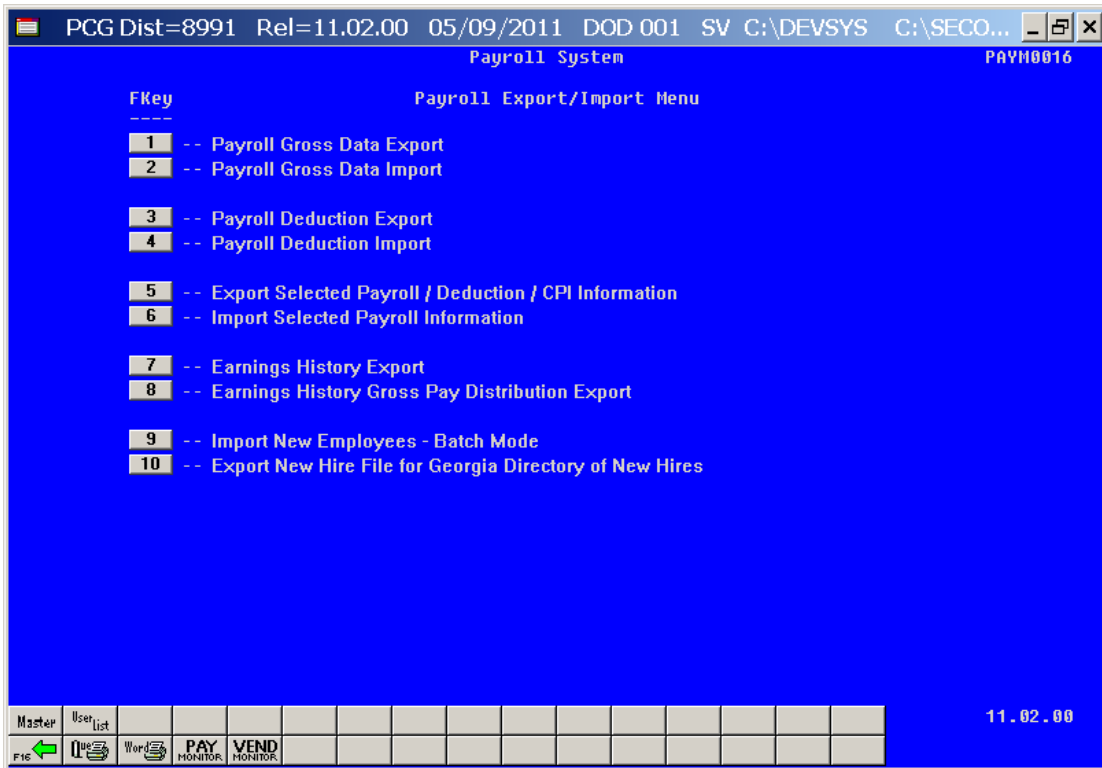 PCG Dist=8991 Rel=11.02.00 05/09/2011 DOD 001 SV C:\DEVSYS C:\SECO...
Payroll System PAYM0016
FKey Payroll Export/Import Menu
----
1 -- Payroll Gross Data Export
2 -- Payroll Gross Data Import
3 -- Payroll Deduction Export
4 -- Payroll Deduction Import
5 -- Export Selected Payroll / Deduction / CPI Information
6 -- Import Selected Payroll Information
7 -- Earnings History Export
8 -- Earnings History Gross Pay Distribution Export
9 -- Import New Employees - Batch Mode
10 -- Export New Hire File for Georgia Directory of New Hires
Master User List 11.02.00
F16 Que Word PAY MONITOR VEND MONITOR